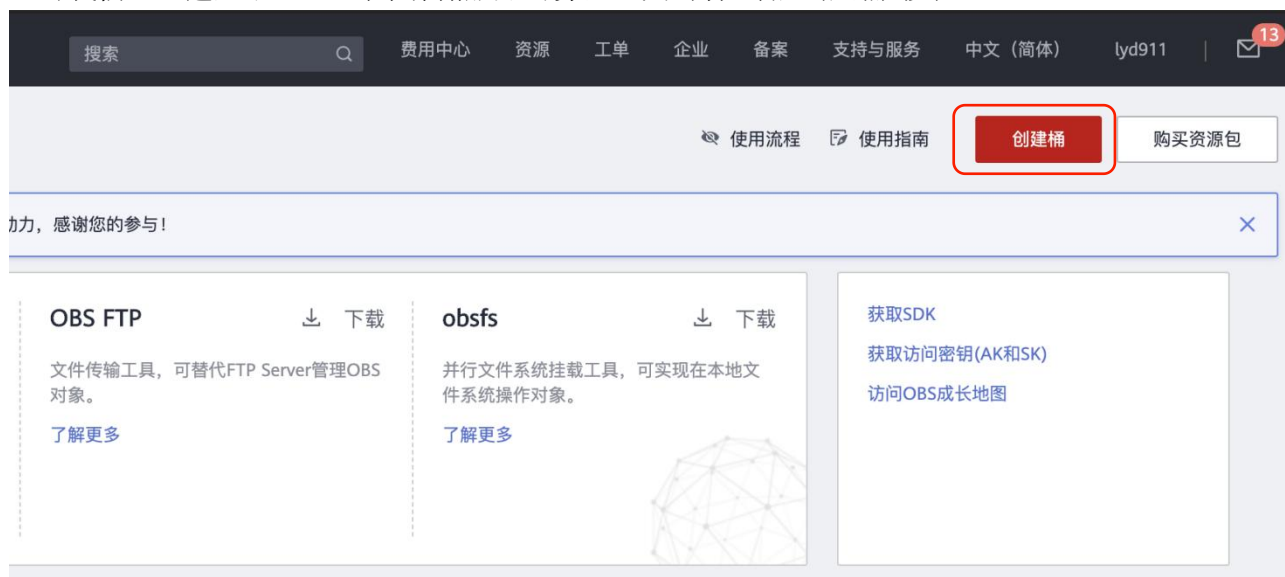 搜索 费用中心 资源 工单 企业 备案 支持与服务 中文（简体） lyd911 | 13
使用流程 使用指南 创建桶 购买资源包
力，感谢您的参与！
OBS FTP 下载
文件传输工具，可替代FTP Server管理OBS
对象。
了解更多
obsfs 下载
并行文件系统挂载工具，可实现在本地文
件系统操作对象。
了解更多
获取SDK
获取访问密钥(AK和SK)
访问OBS成长地图